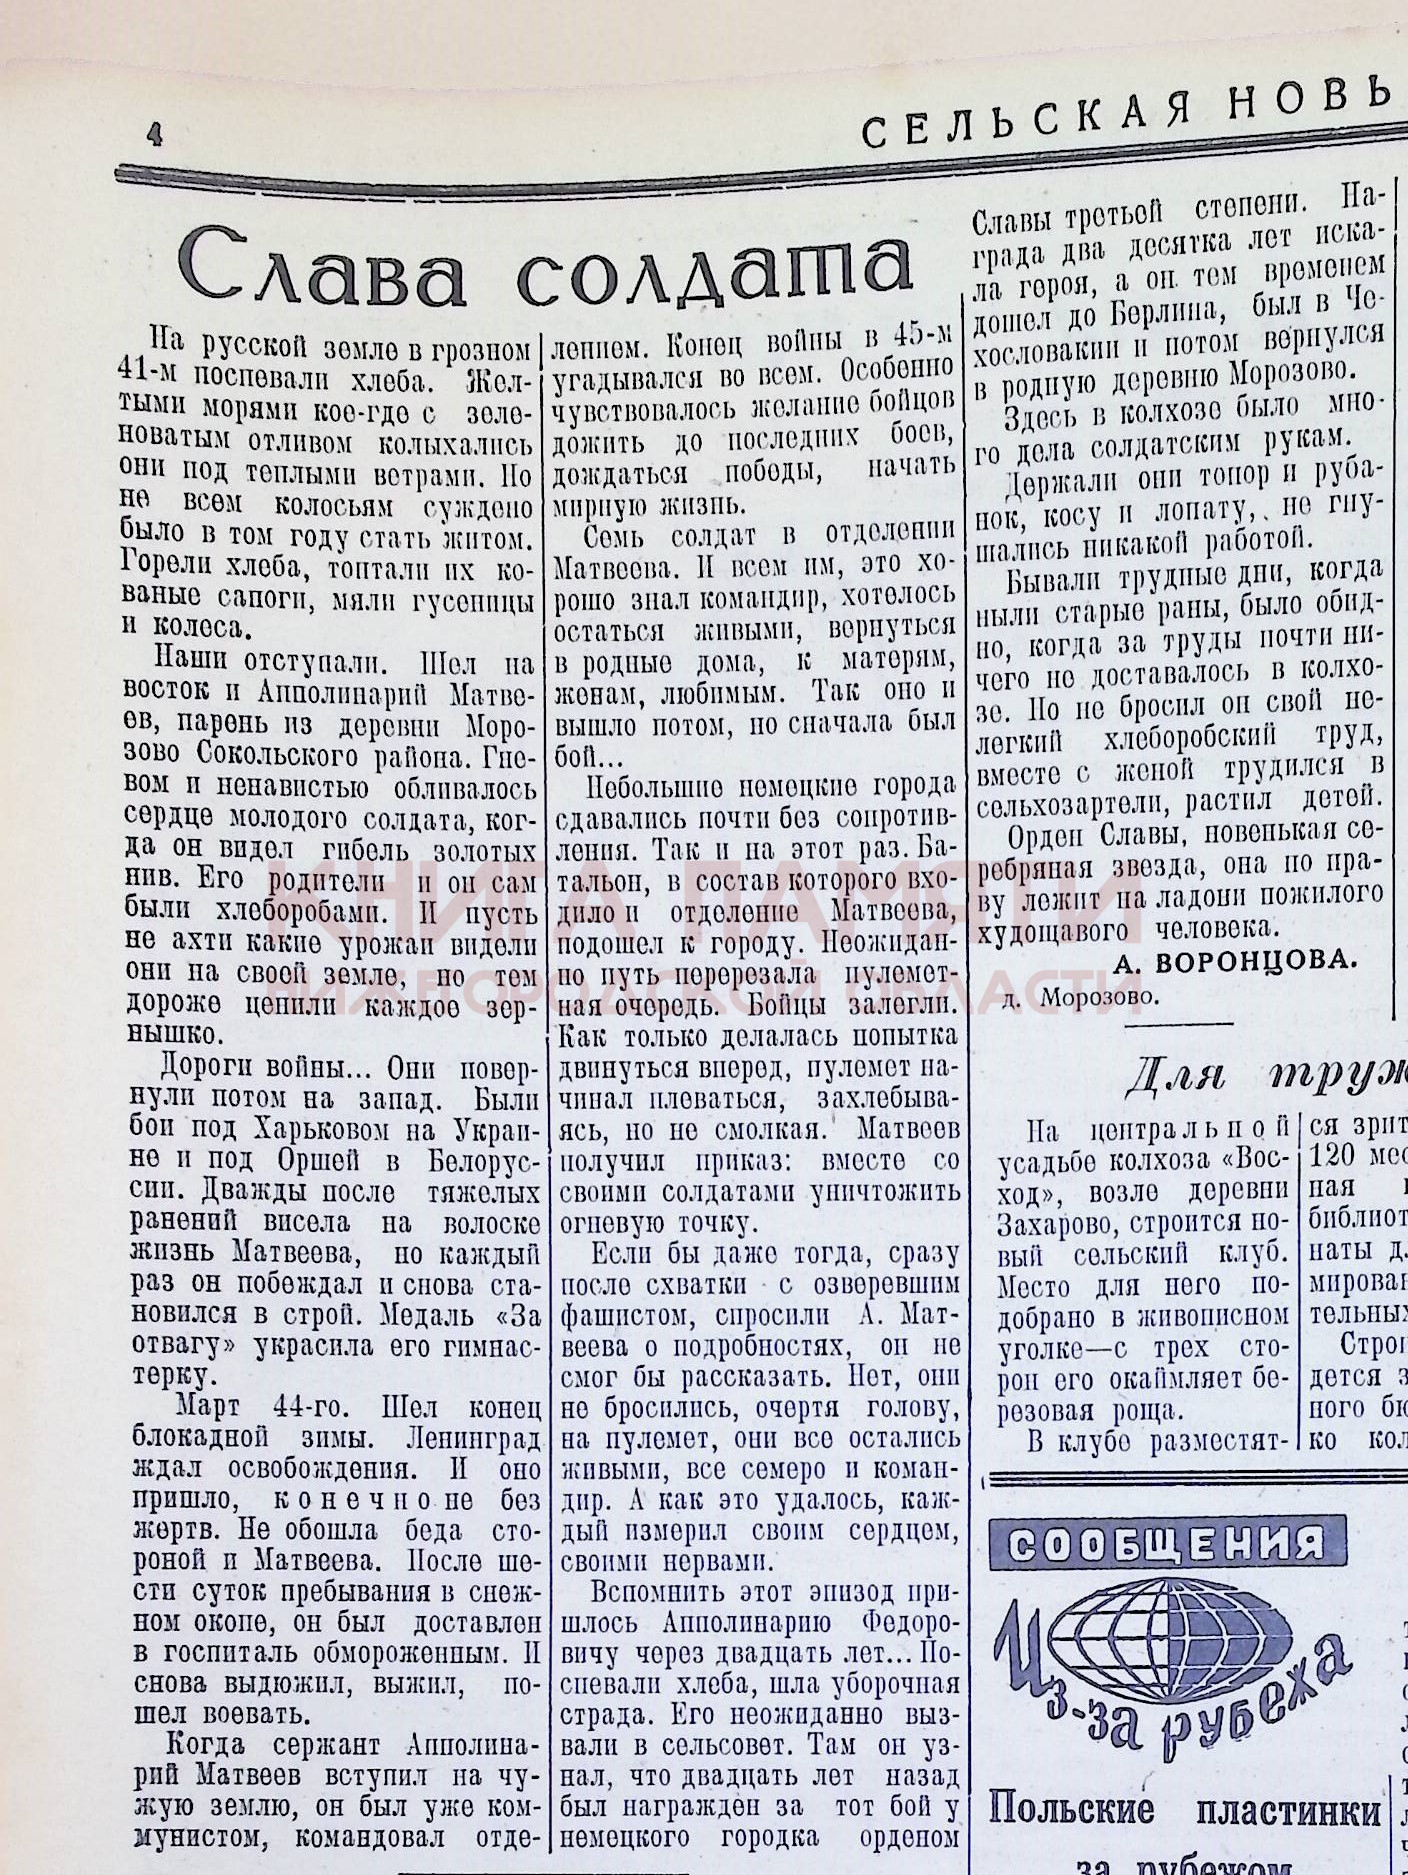 4
СЕЛЬСКАЯ НОВЬ
Слава солдата
На русской земле в грозном
41-м поспевали хлеба. Жел-
тыми морями кое-где с зеле-
новатым отливом колыхались
они под теплыми ветрами. Но
не всем колосьям суждено
было в том году стать житом.
Горели хлеба, топтали их ко-
ваные сапоги, мяли гусеницы
и колеса.
Наши отступали. Шел на
восток и Апполинарий Матве-
ев, парень из деревни Моро-
зово Сокольского района. Гне-
вом и ненавистью обливалось
сердце молодого солдата, ког-
да он видел гибель золотых
нив. Его родители и он сам
были хлеборобами. И пусть
не ахти какие урожаи видели
они на своей земле, но тем
дороже ценили каждое зер-
нышко.
Дороги войны... Они повер-
нули потом на запад. Были
бои под Харьковом на Украи-
не и под Оршей в Белорус-
сии. Дважды после тяжелых
ранений висела на волоске
жизнь Матвеева, но каждый
раз он побеждал и снова ста-
новился в строй. Медаль «За
отвагу» украсила его гимнас-
терку.
Март 44-го. Шел конец
блокадной зимы. Ленинград
ждал освобождения. И оно
пришло, конечно не без
жертв. Не обошла беда сто-
роной и Матвеева. После ше-
сти суток пребывания в снеж-
ном окопе, он был доставлен
в госпиталь обмороженным. И
снова выдюжил, выжил, по-
шел воевать.
Когда сержант Апполина-
рий Матвеев вступил на чу-
жую землю, он был уже ком-
мунистом, командовал отде-
лением. Конец войны в 45-м
угадывался во всем. Особенно
чувствовалось желание бойцов
дожить до последних боев,
дождаться победы, начать
мирную жизнь.
Семь солдат в отделении
Матвеева. И всем им, это хо-
рошо знал командир, хотелось
остаться живыми, вернуться
в родные дома, к матерям,
женам, любимым. Так оно и
вышло потом, но сначала был
бой...
Небольшие немецкие города
сдавались почти без сопротив-
ления. Так и на этот раз. Ба-
тальон, в состав которого вхо-
дило и отделение Матвеева,
подошел к городу. Неожидан-
но путь перерезала пулемет-
ная очередь. Бойцы залегли.
Как только делалась попытка
двинуться вперед, пулемет на-
чинал плеваться, захлебыва-
ясь, но не смолкая. Матвеев
получил приказ: вместе со
своими солдатами уничтожить
огневую точку.
Если бы даже тогда, сразу
после схватки с озверевшим
фашистом, спросили А. Мат-
веева о подробностях, он не
смог бы рассказать. Нет, они
не бросились, очертя голову,
на пулемет, они все остались
живыми, все семеро и коман-
дир. А как это удалось, каж-
дый измерил своим сердцем,
своими нервами.
Вспомнить этот эпизод при-
шлось Апполинарию Федоро-
вичу через двадцать лет... По-
спевали хлеба, шла уборочная
страда. Его неожиданно выз-
вали в сельсовет. Там он уз-
нал, что двадцать лет назад
был награжден за тот бой у
немецкого городка орденом
Славы третьей степени. На-
града два десятка лет иска-
ла героя, а он тем временем
дошел до Берлина, был в Че-
хословакии и потом вернулся
в родную деревню Морозово.
Здесь в колхозе было мно-
го дела солдатским рукам.
Держали они топор и руба-
нок, косу и лопату, не гну-
шались никакой работой.
Бывали трудные дни, когда
ныли старые раны, было обид-
но, когда за труды почти ни-
чего не доставалось в колхо-
зе. Но не бросил он свой не-
легкий хлеборобский труд,
вместе с женой трудился в
сельхозартели, растил детей.
Орден Славы, новенькая се-
ребряная звезда, она по пра-
ву лежит на ладони пожилого
худощавого человека.
А. ВОРОНЦОВА.
д. Морозово.
КНИГА ПАМЯТИ
НИЖЕГОРОДСКОЙ ОБЛАСТИ
Для труж
На центральной
усадьбе колхоза «Вос-
ход», возле деревни
Захарово, строится но-
вый сельский клуб.
Место для него по-
добрано в живописном
уголке—с трех сто-
рон его окаймляет бе-
резовая роща.
В клубе разместят-
ся зрит
120 мес
ная
библиот
наты д
мирован
тельных
Строи
дется з
ного бю
ко кол
СООБЩЕНИЯ
Из-за рубежа
Польские пластинки
за рубежом